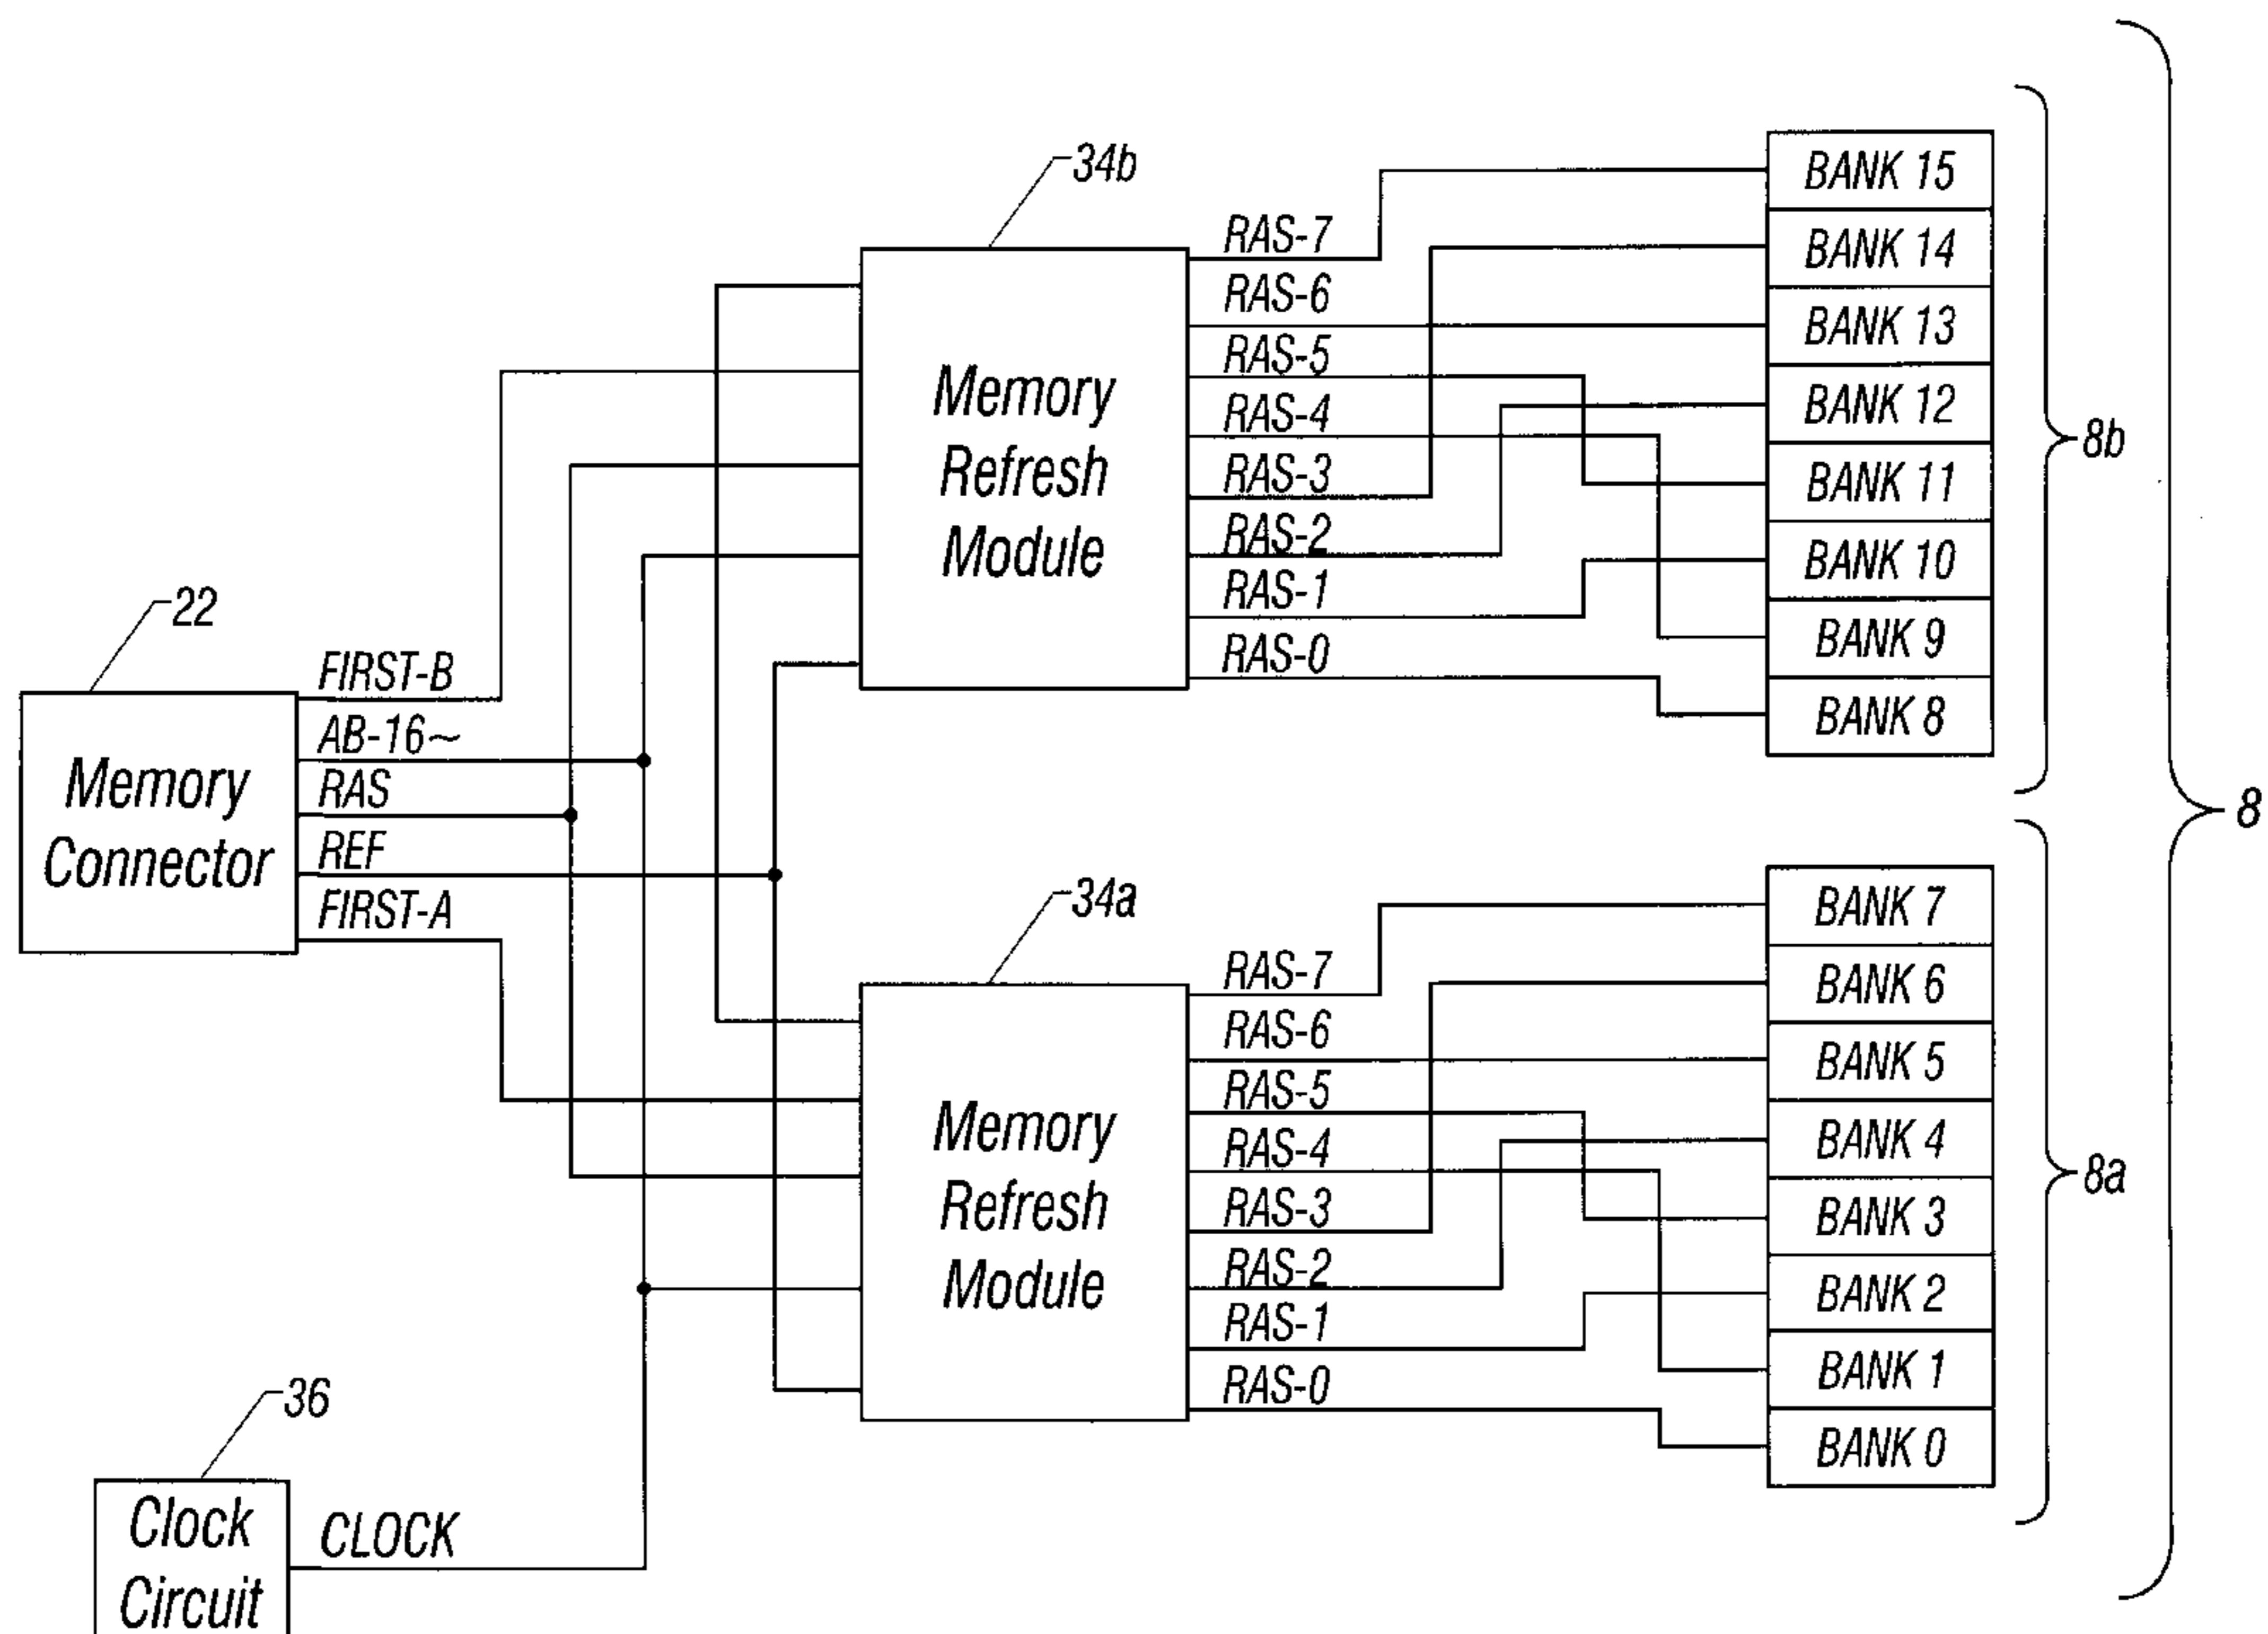 34b
RAS-7
RAS-6
RAS-5
RAS-4
RAS-3
RAS-2
RAS-1
RAS-0
Memory
Refresh
Module
BANK 15
BANK 14
BANK 13
BANK 12
BANK 11
BANK 10
BANK 9
BANK 8
8b
8
22
Memory
Connector
FIRST-B
AB-16~
RAS
REF
FIRST-A
34a
Memory
Refresh
Module
RAS-7
RAS-6
RAS-5
RAS-4
RAS-3
RAS-2
RAS-1
RAS-0
BANK 7
BANK 6
BANK 5
BANK 4
BANK 3
BANK 2
BANK 1
BANK 0
8a
36
Clock
Circuit
CLOCK